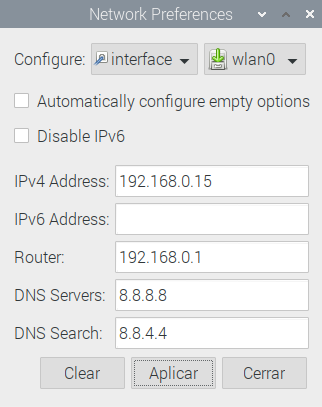 Network Preferences
Configure: interface wlan0
Automatically configure empty options
Disable IPv6
IPv4 Address: 192.168.0.15
IPv6 Address:
Router: 192.168.0.1
DNS Servers: 8.8.8.8
DNS Search: 8.8.4.4
Clear Aplicar Cerrar